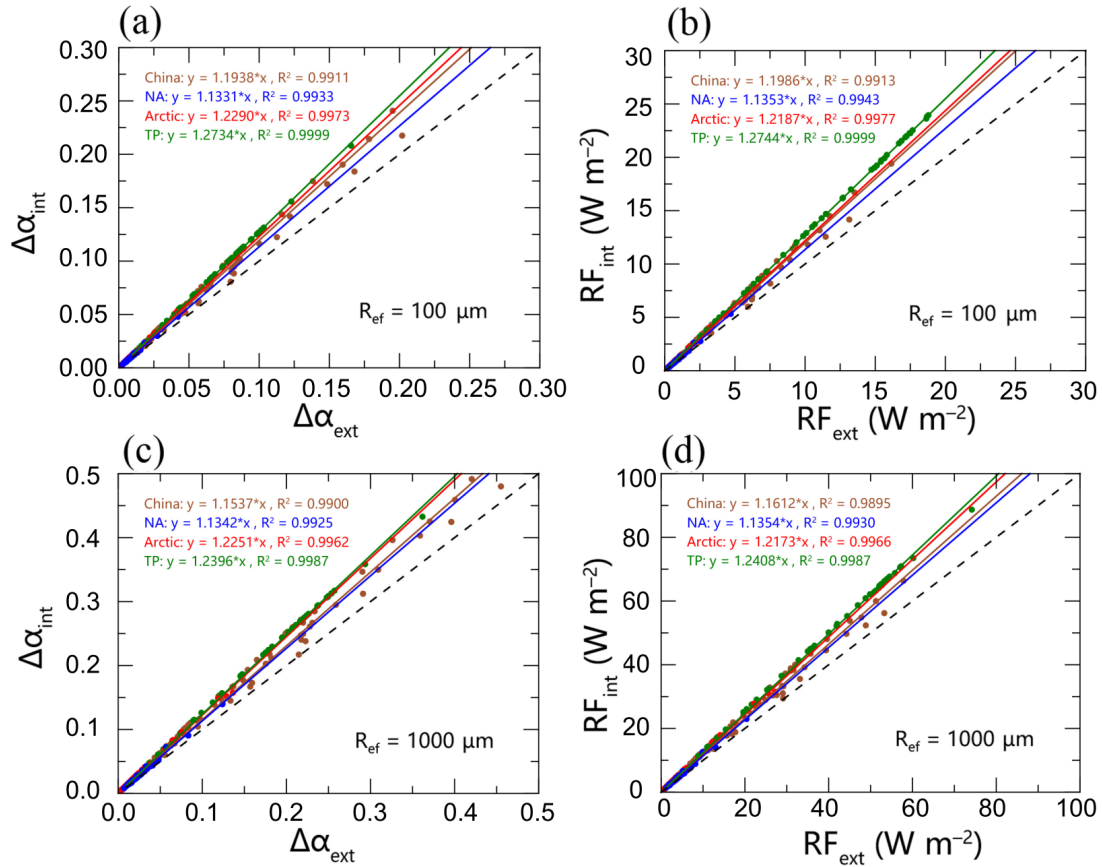 (a)
0.30
0.25
0.20
0.15
0.10
0.05
0.00
Δα_int
China: y = 1.1938*x , R² = 0.9911
NA: y = 1.1331*x , R² = 0.9933
Arctic: y = 1.2290*x , R² = 0.9973
TP: y = 1.2734*x , R² = 0.9999
R_ef = 100 μm
0.00 0.05 0.10 0.15 0.20 0.25 0.30
Δα_ext
(b)
30
25
20
15
10
5
0
RF_int (W m⁻²)
China: y = 1.1986*x , R² = 0.9913
NA: y = 1.1353*x , R² = 0.9943
Arctic: y = 1.2187*x , R² = 0.9977
TP: y = 1.2744*x , R² = 0.9999
R_ef = 100 μm
0 5 10 15 20 25 30
RF_ext (W m⁻²)
(c)
0.5
0.4
0.3
0.2
0.1
0.0
Δα_int
China: y = 1.1537*x , R² = 0.9900
NA: y = 1.1342*x , R² = 0.9925
Arctic: y = 1.2251*x , R² = 0.9962
TP: y = 1.2396*x , R² = 0.9987
R_ef = 1000 μm
0.0 0.1 0.2 0.3 0.4 0.5
Δα_ext
(d)
100
80
60
40
20
0
RF_int (W m⁻²)
China: y = 1.1612*x , R² = 0.9895
NA: y = 1.1354*x , R² = 0.9930
Arctic: y = 1.2173*x , R² = 0.9966
TP: y = 1.2408*x , R² = 0.9987
R_ef = 1000 μm
0 20 40 60 80 100
RF_ext (W m⁻²)